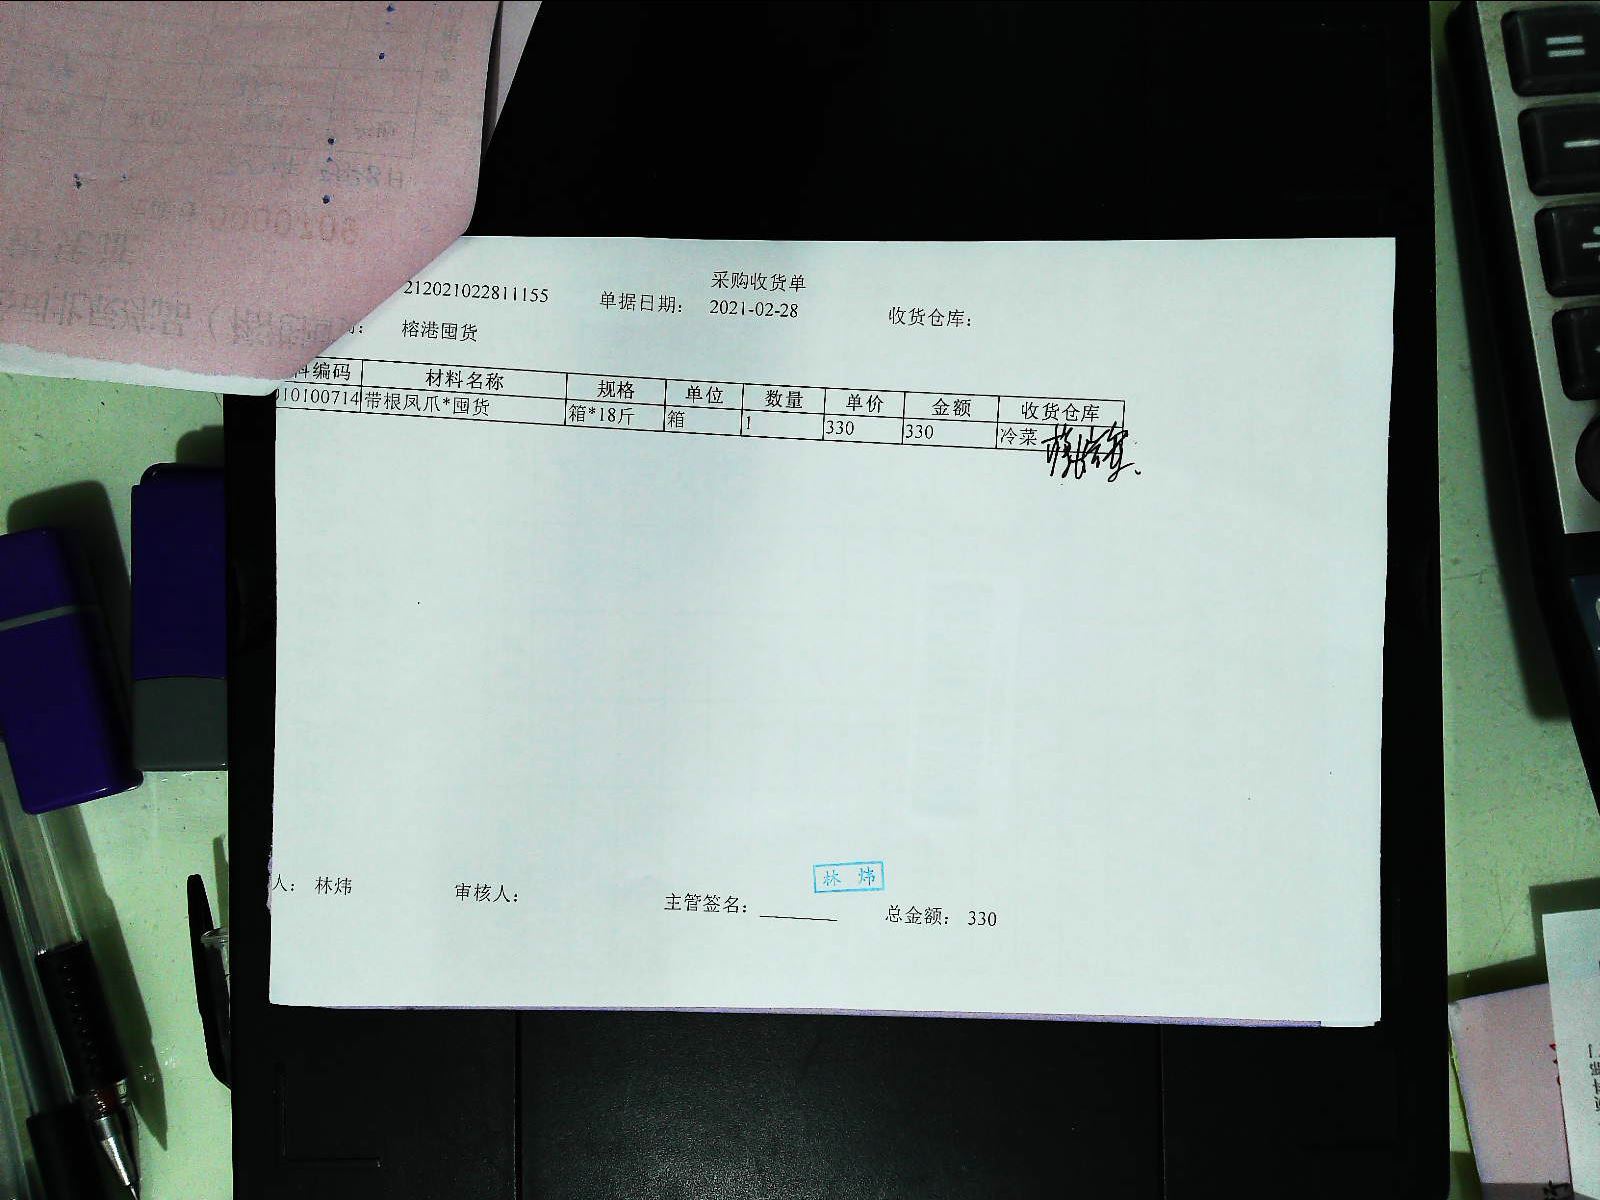 采购收货单
212021022811155 单据日期： 2021-02-28 收货仓库：
榕港囤货
料编码 材料名称 规格 单位 数量 单价 金额 收货仓库
010100714 带根凤爪*囤货 箱*18斤 箱 1 330 330 冷菜
林 炜
人： 林炜 审核人： 主管签名： 总金额： 330